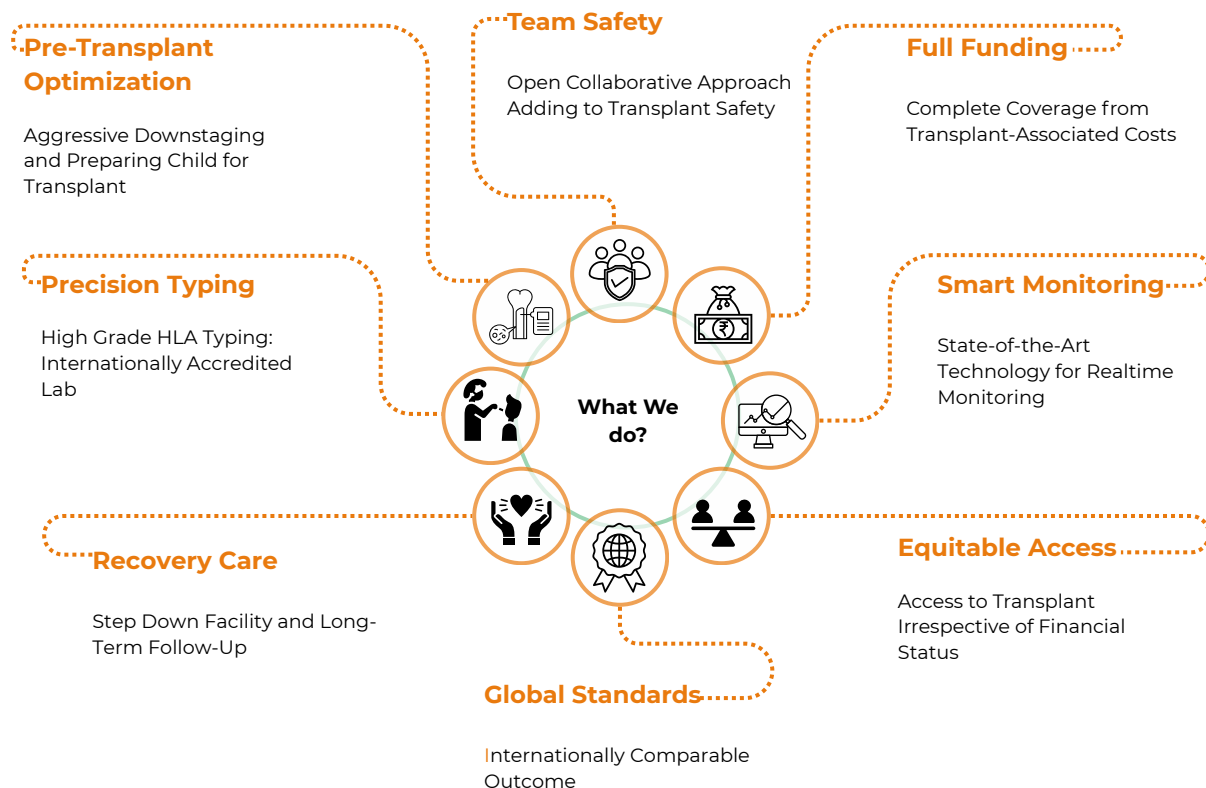 Team Safety
Open Collaborative Approach
Adding to Transplant Safety
Pre-Transplant
Optimization
Aggressive Downstaging
and Preparing Child for
Transplant
Full Funding
Complete Coverage from
Transplant-Associated Costs
Precision Typing
High Grade HLA Typing:
Internationally Accredited
Lab
Smart Monitoring
State-of-the-Art
Technology for Realtime
Monitoring
What We
do?
₹
Recovery Care
Step Down Facility and Long-
Term Follow-Up
Equitable Access
Access to Transplant
Irrespective of Financial
Status
Global Standards
Internationally Comparable
Outcome